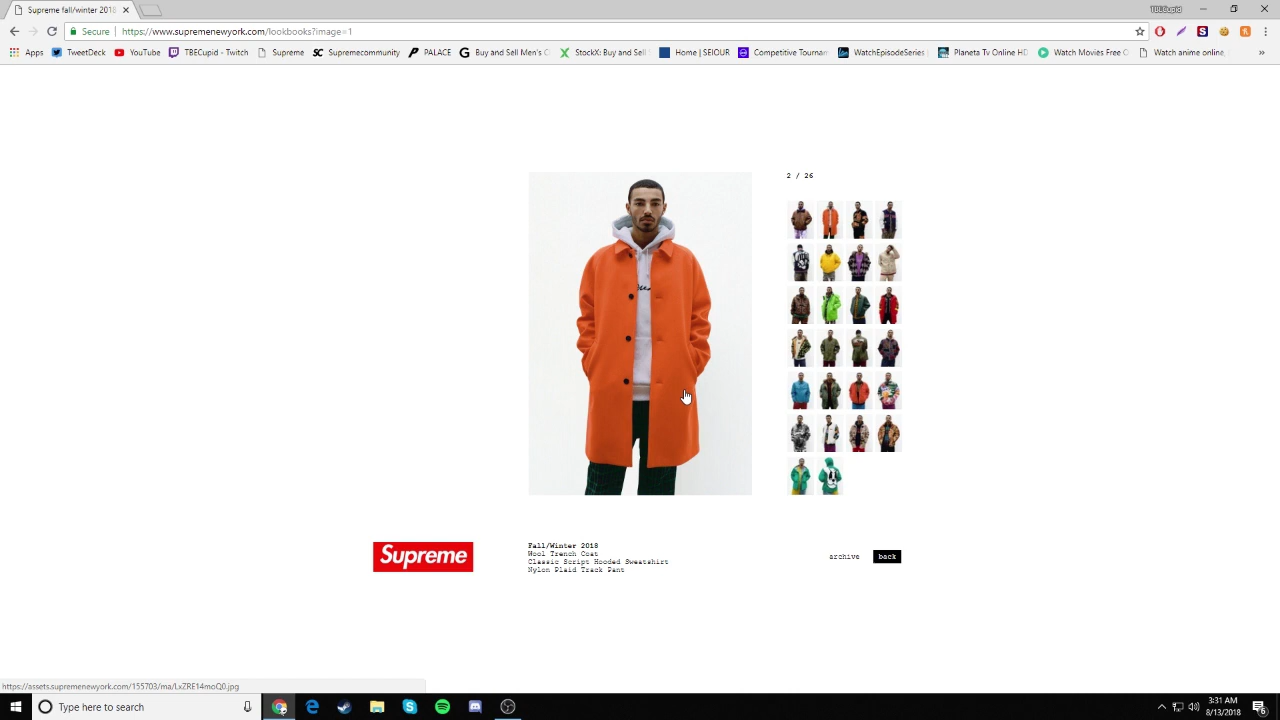 Supreme fall/winter 2018
Secure
https://www.supremenewyork.com/lookbooks?image=1
Apps
TweetDeck
YouTube
TBECupid - Twitch
Supreme
Supremecommunity
PALACE
Buy and Sell Men's C
StockX: Buy and Sell
Home | SEIOUR
Competitive Tournam
WatchEpisodeSeries
Planeta Tv Online HD
Watch Movies Free O
Watch anime online,
2 / 26
Supreme
Fall/Winter 2018
Wool Trench Coat
Classic Script Hooded Sweatshirt
Nylon Plaid Track Pant
archive
back
https://assets.supremenewyork.com/155703/ma/LxZRE14moQ0.jpg
Type here to search
3:31 AM
8/13/2018